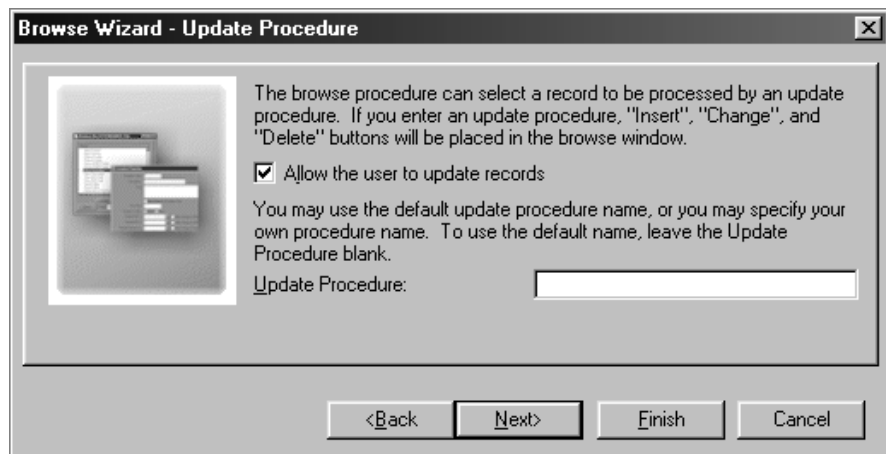 Browse Wizard - Update Procedure
The browse procedure can select a record to be processed by an update
procedure. If you enter an update procedure, "Insert", "Change", and
"Delete" buttons will be placed in the browse window.
Allow the user to update records
You may use the default update procedure name, or you may specify your
own procedure name. To use the default name, leave the Update
Procedure blank.
Update Procedure:
<Back Next> Finish Cancel